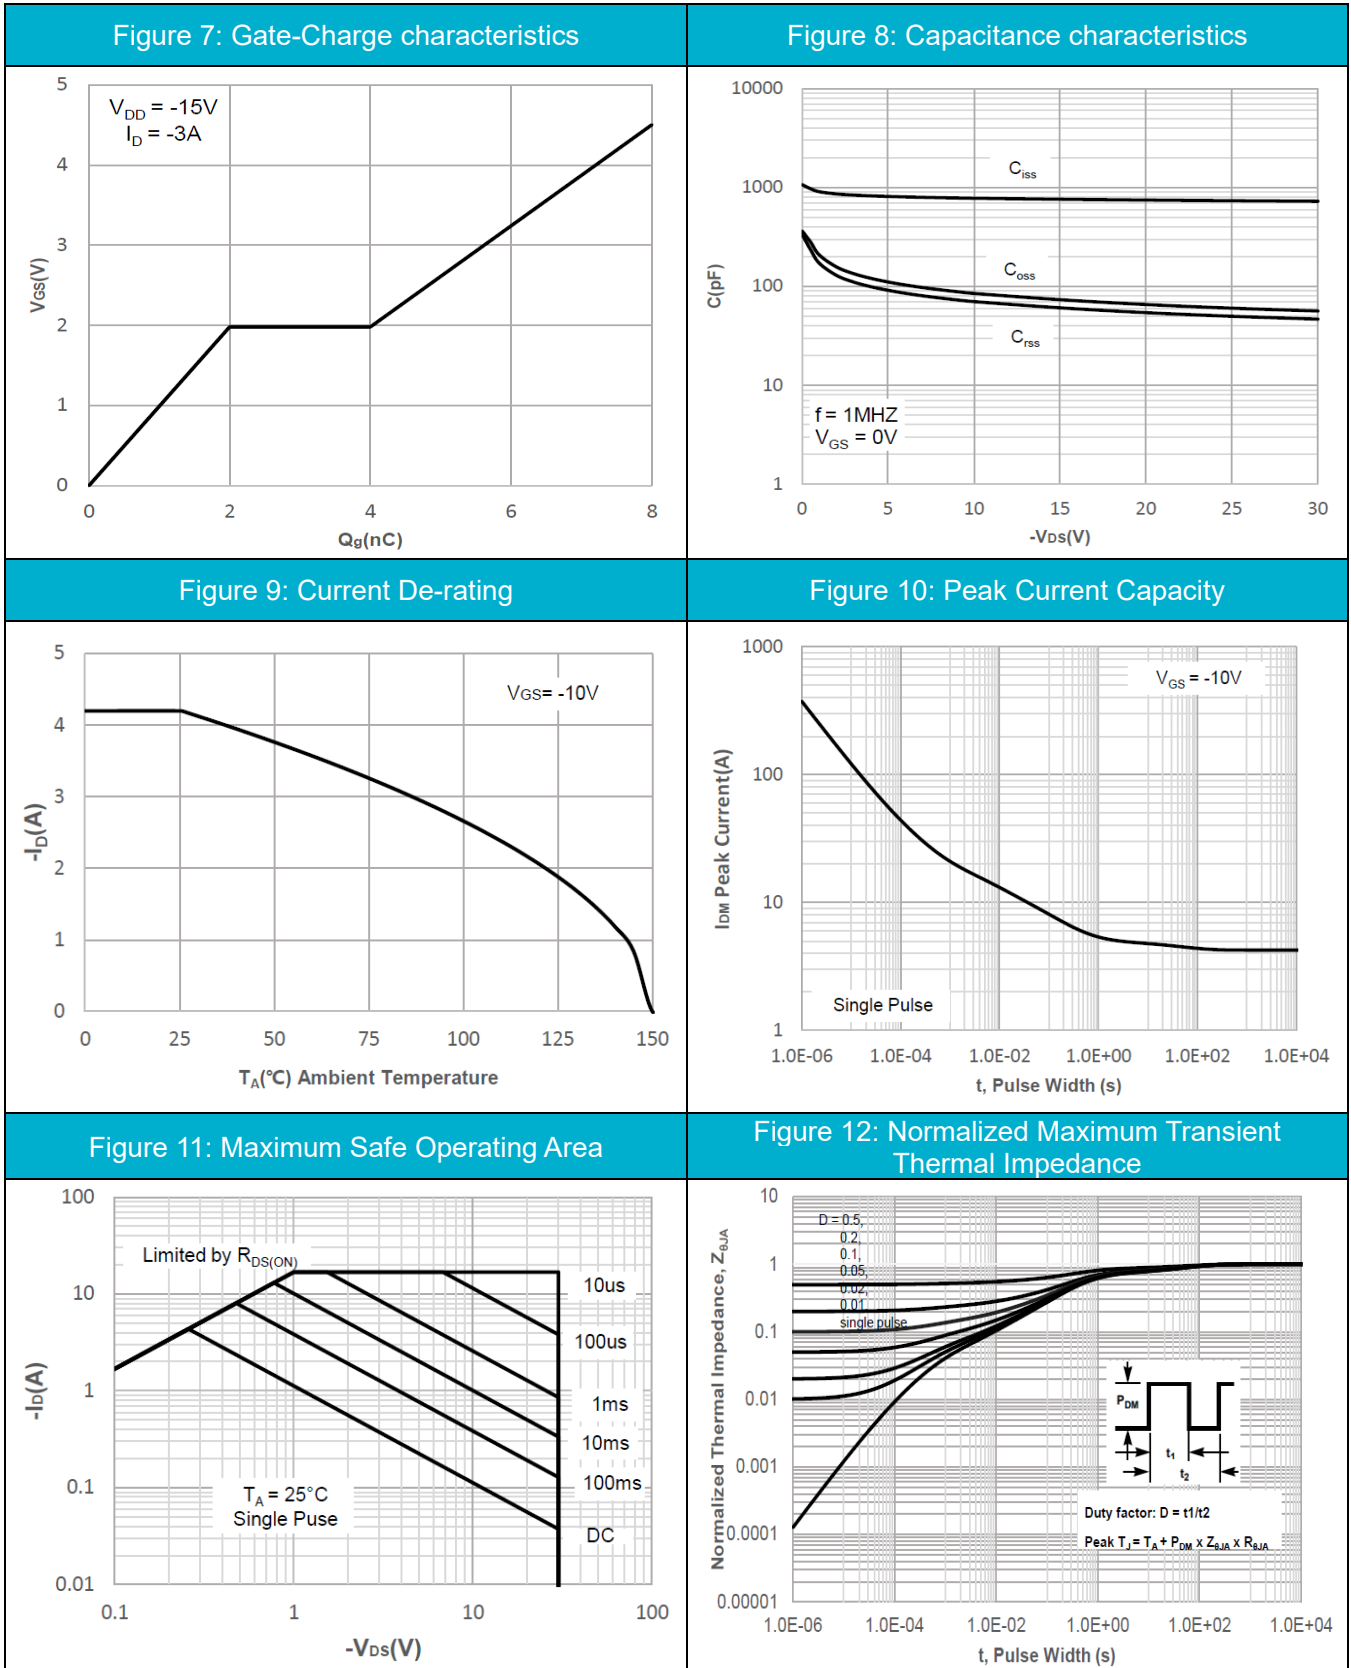 Figure 7: Gate-Charge characteristics
5
4
3
2
1
0
VGS(V)
VDD = -15V
ID = -3A
0 2 4 6 8
Qg(nC)
Figure 8: Capacitance characteristics
10000
1000
100
10
1
C(pF)
Ciss
Coss
Crss
f = 1MHZ
VGS = 0V
0 5 10 15 20 25 30
-VDS(V)
Figure 9: Current De-rating
5
4
3
2
1
0
-ID(A)
VGS= -10V
0 25 50 75 100 125 150
TA(℃) Ambient Temperature
Figure 10: Peak Current Capacity
1000
100
10
1
IDM Peak Current(A)
VGS = -10V
Single Pulse
1.0E-06 1.0E-04 1.0E-02 1.0E+00 1.0E+02 1.0E+04
t, Pulse Width (s)
Figure 11: Maximum Safe Operating Area
100
10
1
0.1
0.01
-ID(A)
Limited by RDS(ON)
10us
100us
1ms
10ms
100ms
DC
TA = 25°C
Single Puse
0.1 1 10 100
-VDS(V)
Figure 12: Normalized Maximum Transient
Thermal Impedance
10
1
0.1
0.01
0.001
0.0001
0.00001
Normalized Thermal Impedance, ZθJA
D = 0.5,
0.2,
0.1,
0.05,
0.02,
0.01,
single pulse
PDM
t1
t2
Duty factor: D = t1/t2
Peak TJ = TA + PDM x ZθJA x RθJA
1.0E-06 1.0E-04 1.0E-02 1.0E+00 1.0E+02 1.0E+04
t, Pulse Width (s)